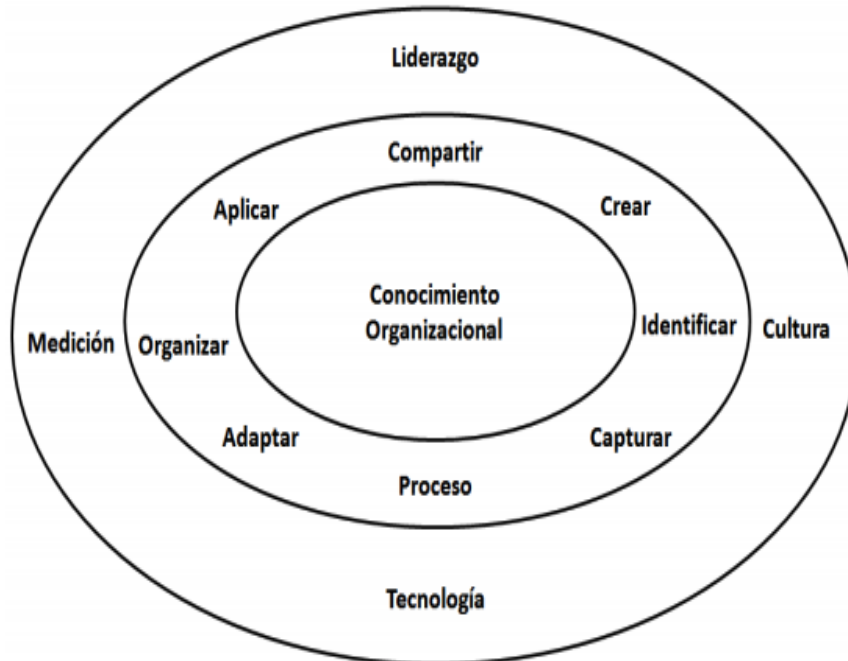 Liderazgo
Compartir
Aplicar
Crear
Conocimiento
Organizacional
Medición
Organizar
Identificar
Cultura
Adaptar
Capturar
Proceso
Tecnología